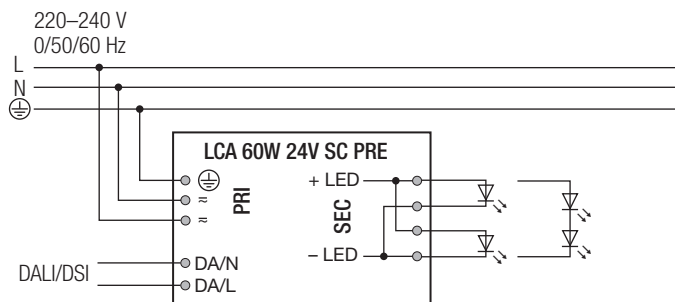 220–240 V
0/50/60 Hz
L
N
LCA 60W 24V SC PRE
PRI
≈
≈
+ LED
SEC
– LED
DALI/DSI
DA/N
DA/L